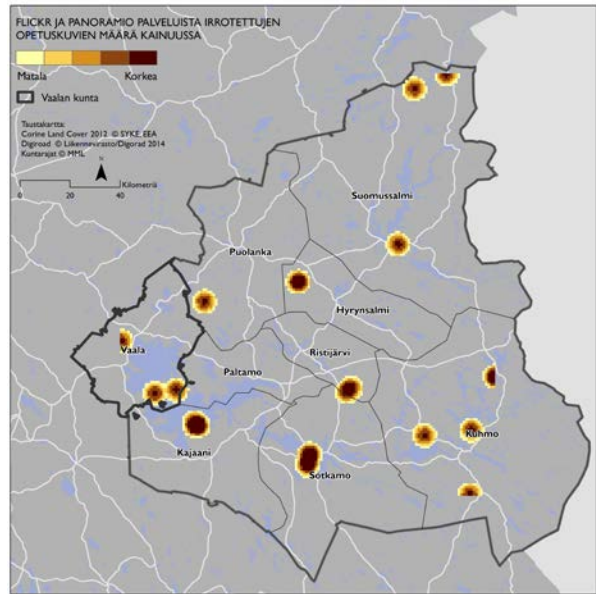 FLICKR JA PANORAMIO PALVELUISTA IRROTETTUJEN
OPETUSKUVIEN MÄÄRÄ KAINUUSSA
Matala Korkea
Vaalan kunta
Taustakartta:
Corine Land Cover 2012 © SYKE, EEA
Digiroad © Liikennevirasto/Digorad 2014
Kuntarajat © MML
N
Kilometriä
0 20 40
Suomussalmi
Puolanka
Hyrynsalmi
Vaala
Ristijärvi
Paltamo
Kuhmo
Kajaani
Sotkamo